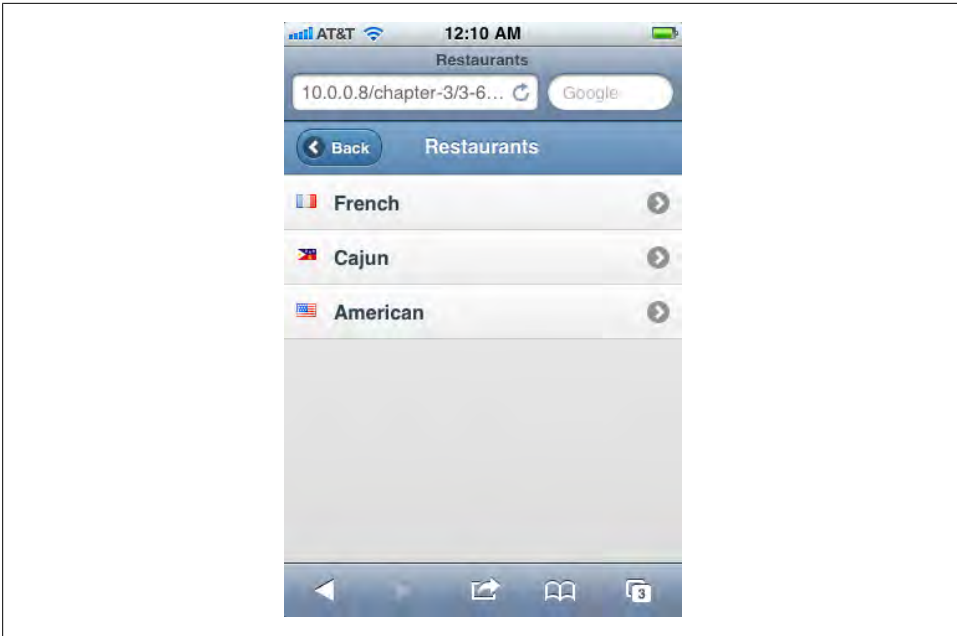 AT&T 12:10 AM
Restaurants
10.0.0.8/chapter-3/3-6... Google
Back Restaurants
French
Cajun
American
3